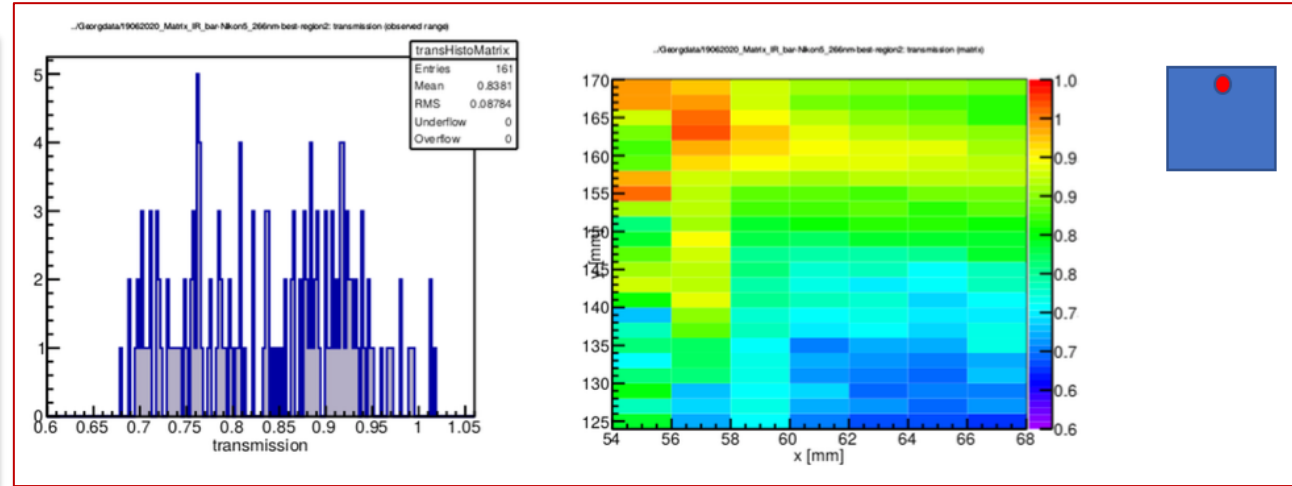 ../Georgdata/19062020_Matrix_IR_bar-Nikon5_266nm-best-region2: transmission (observed range)
transHistoMatrix
Entries 161
Mean 0.8381
RMS 0.08784
Underflow 0
Overflow 0
5
4
3
2
1
0
0.6 0.65 0.7 0.75 0.8 0.85 0.9 0.95 1 1.05
transmission
../Georgdata/19062020_Matrix_IR_bar-Nikon5_266nm-best-region2: transmission (matrix)
170
165
160
155
150
[mm]
145
140
135
130
125
54 56 58 60 62 64 66 68
x [mm]
1.0
1
0.9
0.9
0.8
0.8
0.7
0.7
0.6
0.6